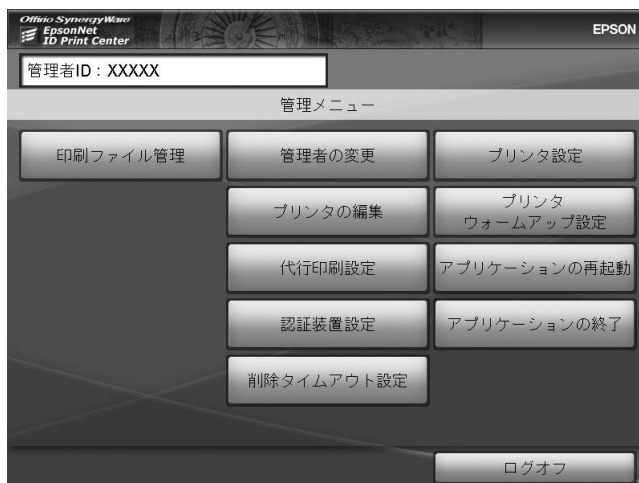 Offirio SynergyWare
EpsonNet
ID Print Center
EPSON
管理者ID：XXXXX
管理メニュー
印刷ファイル管理
管理者の変更
プリンタ設定
プリンタの編集
プリンタ
ウォームアップ設定
代行印刷設定
アプリケーションの再起動
認証装置設定
アプリケーションの終了
削除タイムアウト設定
ログオフ